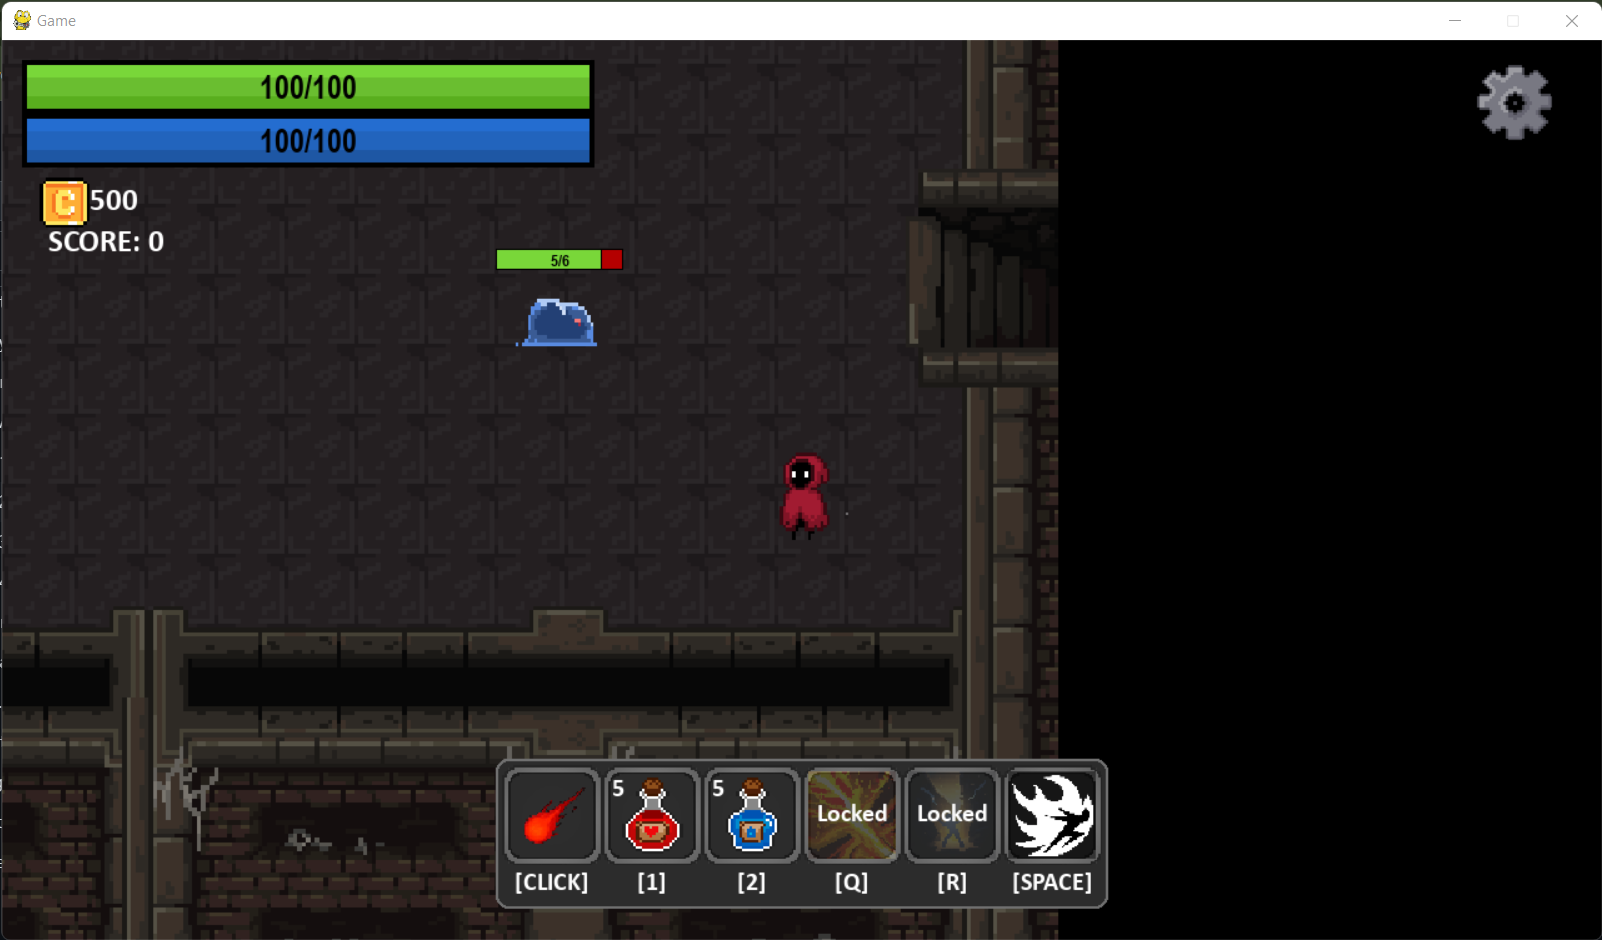 Game
100/100
100/100
C 500
SCORE: 0
5/6
5 5 Locked Locked
[CLICK] [1] [2] [Q] [R] [SPACE]